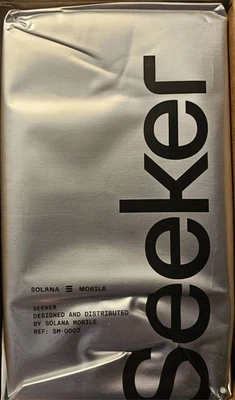 Seeker
SOLANA MOBILE
SEEKER
DESIGNED AND DISTRIBUTED
BY SOLANA MOBILE
REF: SM-0002